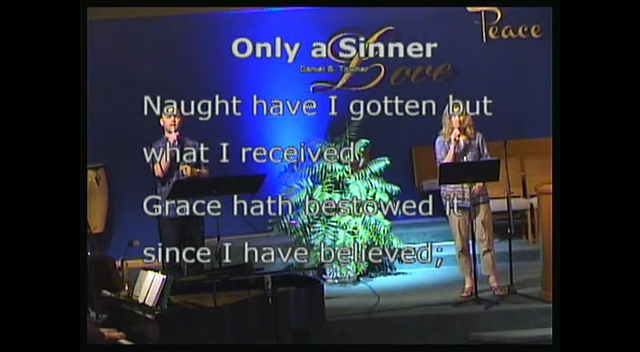 Peace
Only a Sinner
Daniel B. Towner
Love
Naught have I gotten but
what I received;
Grace hath bestowed it
since I have believed;